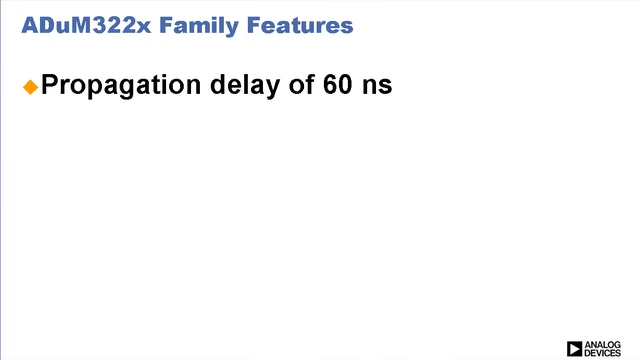 ADuM322x Family Features
◆Propagation delay of 60 ns
ANALOG
DEVICES